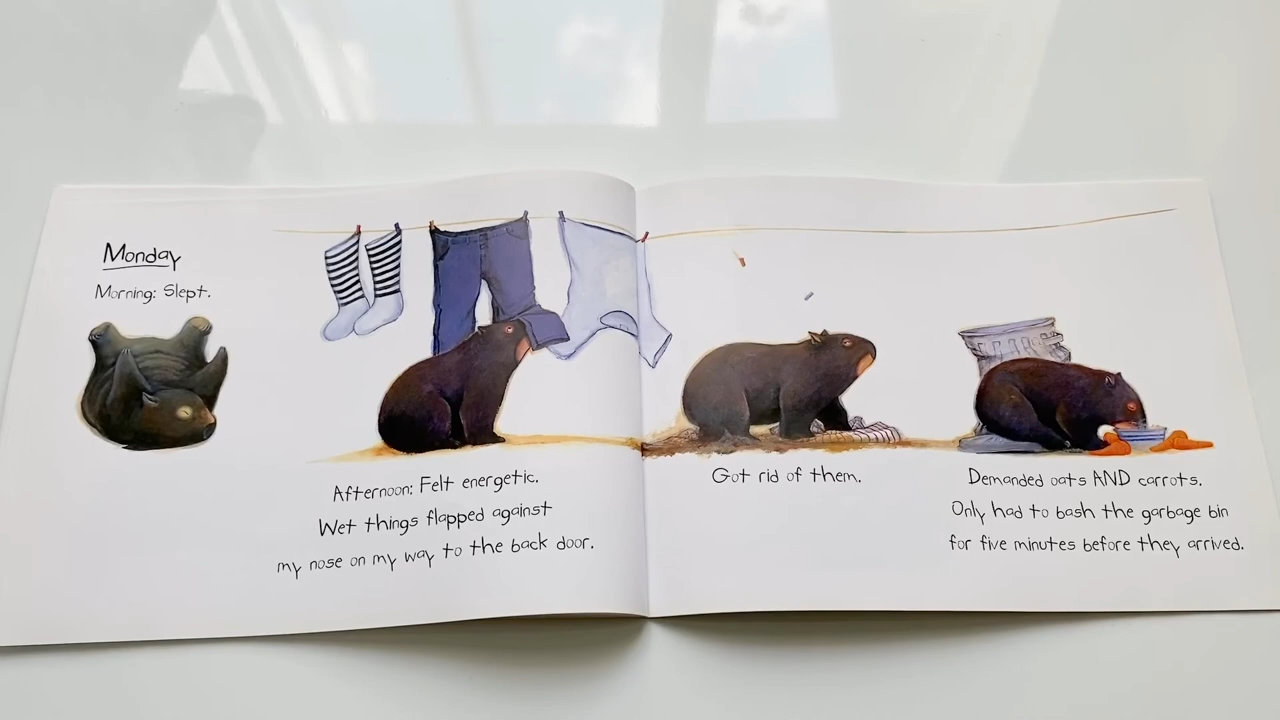 Monday
Morning: Slept.
Afternoon: Felt energetic.
Wet things flapped against
my nose on my way to the back door.
Got rid of them.
Demanded oats AND carrots.
Only had to bash the garbage bin
for five minutes before they arrived.